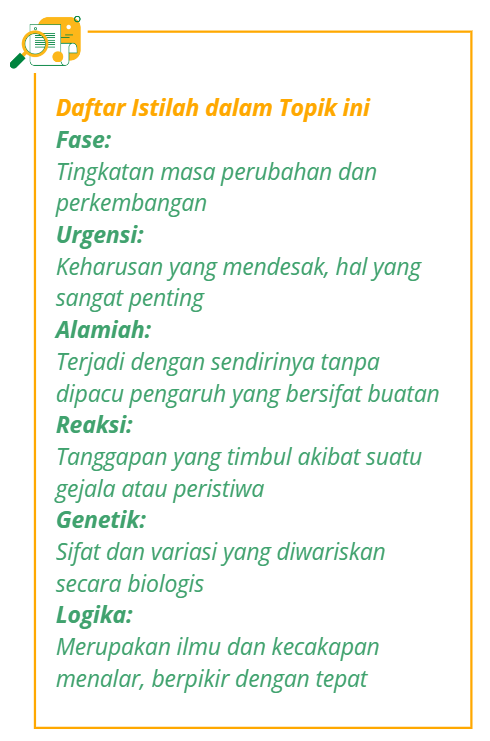 Daftar Istilah dalam Topik ini
Fase:
Tingkatan masa perubahan dan
perkembangan
Urgensi:
Keharusan yang mendesak, hal yang
sangat penting
Alamiah:
Terjadi dengan sendirinya tanpa
dipacu pengaruh yang bersifat buatan
Reaksi:
Tanggapan yang timbul akibat suatu
gejala atau peristiwa
Genetik:
Sifat dan variasi yang diwariskan
secara biologis
Logika:
Merupakan ilmu dan kecakapan
menalar, berpikir dengan tepat